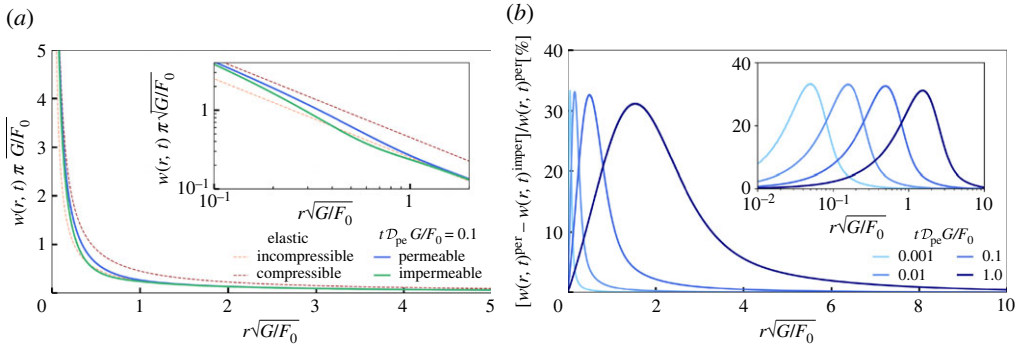 (a)
5
4
3
2
1
0
1
2
3
4
5
w(r, t) π √G/F₀
r√G/F₀
1
10⁻¹
10⁻¹
1
w(r, t) π√G/F₀
r√G/F₀
elastic
incompressible
compressible
t𝒟pe G/F₀ = 0.1
permeable
impermeable
(b)
40
30
20
10
0
0
2
4
6
8
10
[w(r, t)ᵖᵉʳ – w(r, t)ⁱᵐᵖᵉʳ]/w(r, t)ᵖᵉʳ[%]
r√G/F₀
40
20
0
10⁻²
10⁻¹
1
10
r√G/F₀
t𝒟pe G/F₀
0.001
0.01
0.1
1.0